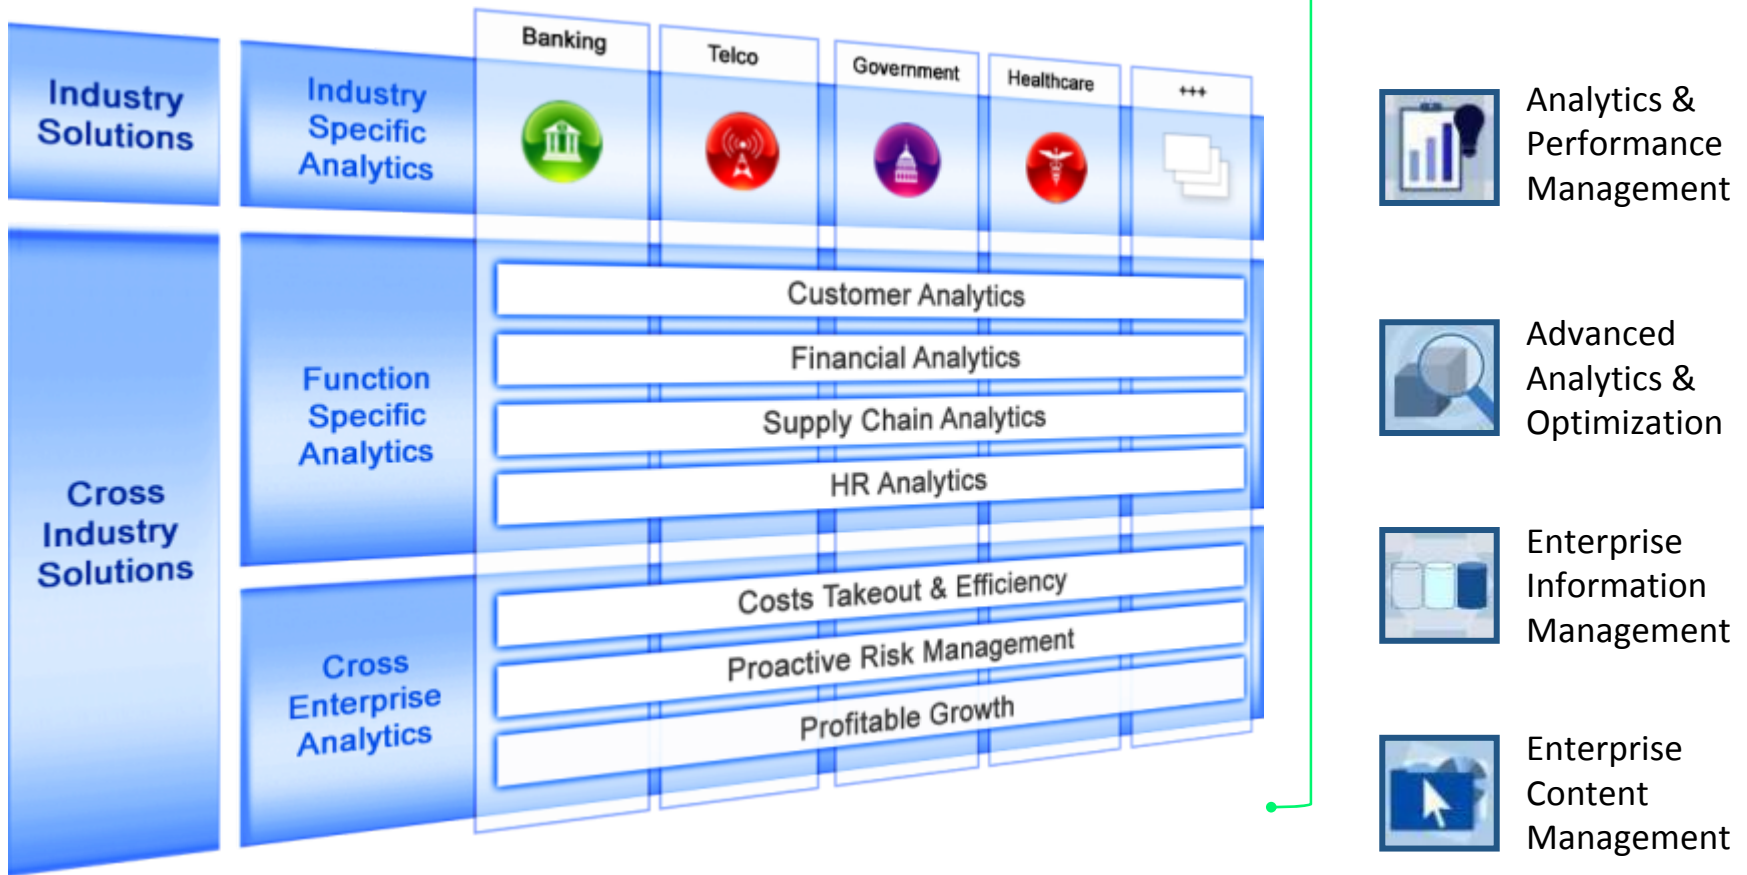 Industry
Solutions
Industry
Specific
Analytics
Banking
Telco
Government
Healthcare
+++
Cross
Industry
Solutions
Function
Specific
Analytics
Customer Analytics
Financial Analytics
Supply Chain Analytics
HR Analytics
Cross
Enterprise
Analytics
Costs Takeout & Efficiency
Proactive Risk Management
Profitable Growth
Analytics &
Performance
Management
Advanced
Analytics &
Optimization
Enterprise
Information
Management
Enterprise
Content
Management